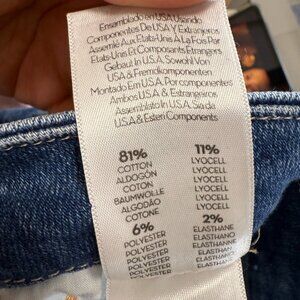 Ensamblado en USA Usando
Componentes De USA Y Extranjeros
Assemblé Aux Etats-Unis A La Fois Par
Etats-Unis Et Composants Etrangers
Gebaut In U.S.A. Sowohl Von
USA & Fremdkomponenten
Montado Em U.S.A. Por componentes
Ambos U.S.A & Estrangeiros
Assemblato In U.S.A. Sia da
U.S.A & Esteri Components
81% 11%
COTTON LYOCELL
ALGODÓN LYOCELL
COTON LYOCELL
BAUMWOLLE LYOCELL
ALGODÃO LYOCELL
COTONE LYOCELL
6% 2%
POLYESTER ELASTHANE
POLYESTER ELASTHANNE
POLYESTER
POLYESTER